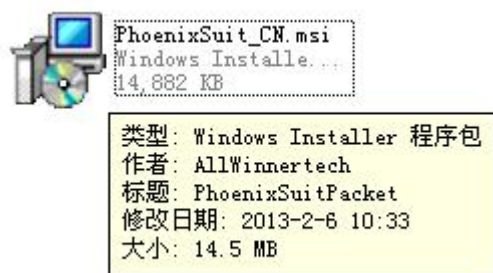 PhoenixSuit_CN.msi
Windows Installe...
14,882 KB
类型: Windows Installer 程序包
作者: AllWinnertech
标题: PhoenixSuitPacket
修改日期: 2013-2-6 10:33
大小: 14.5 MB